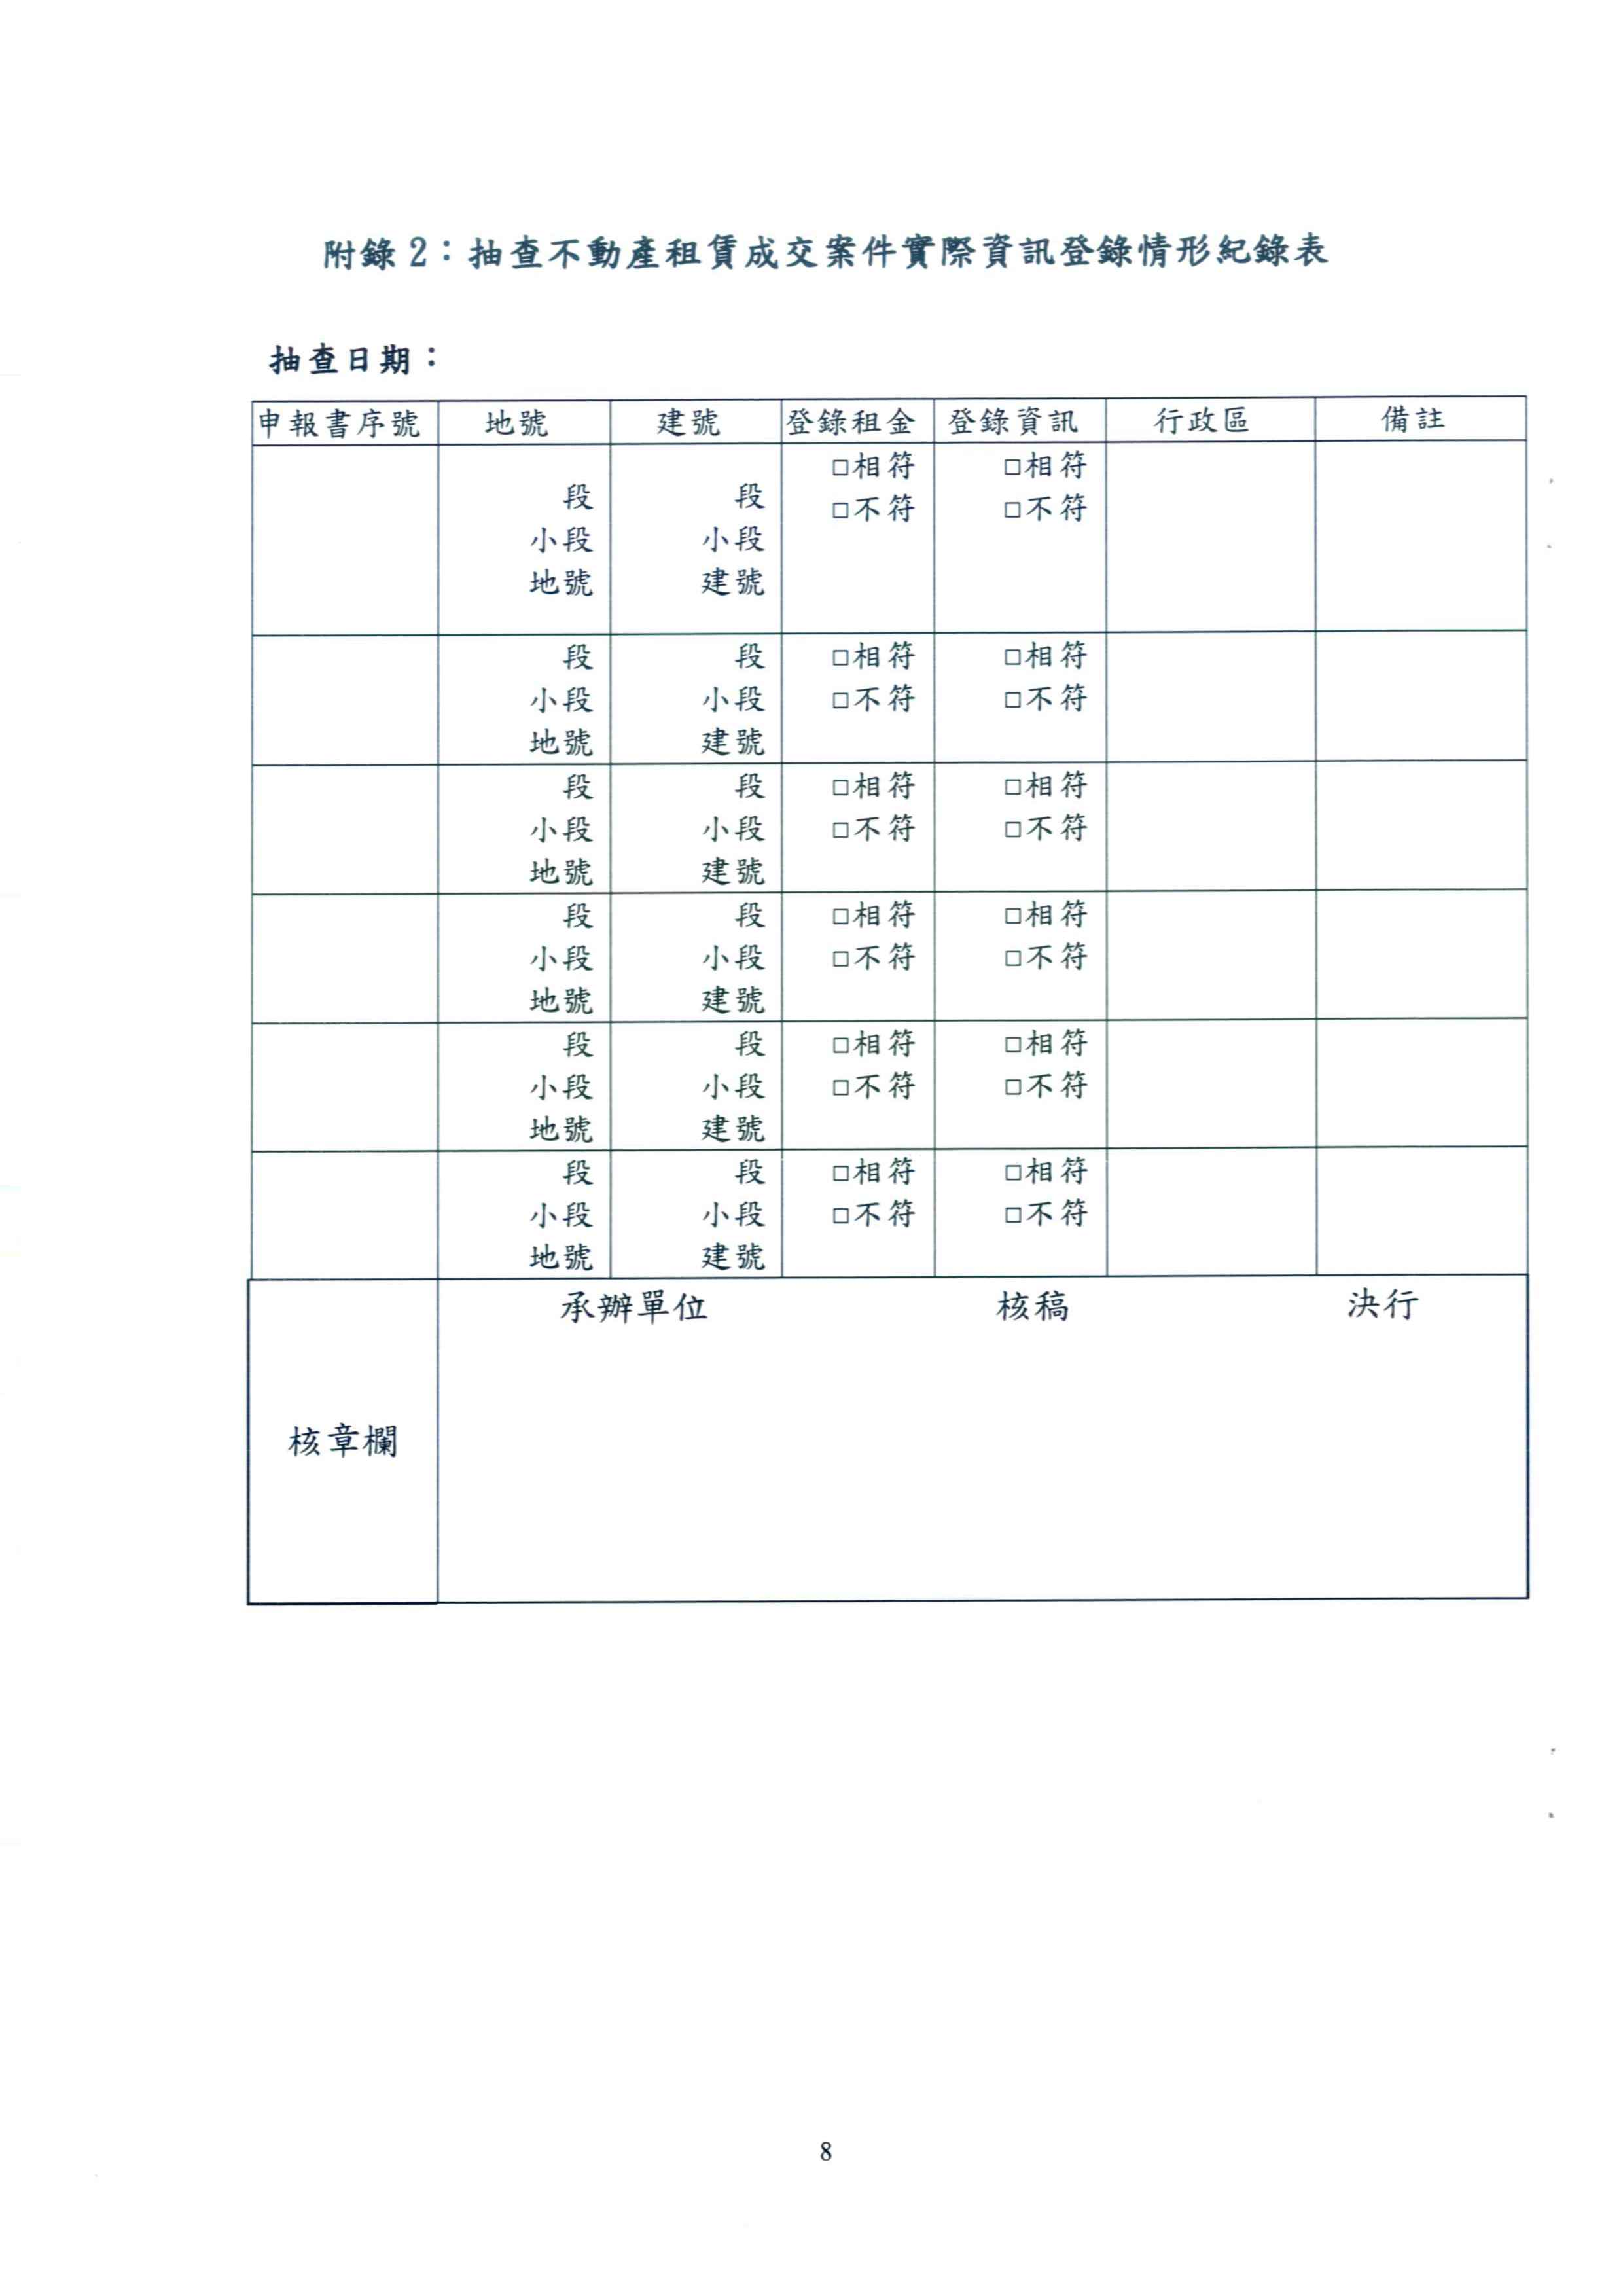 附錄2：抽查不動產租賃成交案件實際資訊登錄情形紀錄表
抽查日期：
申報書序號 地號 建號 登錄租金 登錄資訊 行政區 備註
□相符 □相符
段 段 □不符 □不符
小段 小段
地號 建號
段 段 □相符 □相符
小段 小段 □不符 □不符
地號 建號
段 段 □相符 □相符
小段 小段 □不符 □不符
地號 建號
段 段 □相符 □相符
小段 小段 □不符 □不符
地號 建號
段 段 □相符 □相符
小段 小段 □不符 □不符
地號 建號
段 段 □相符 □相符
小段 小段 □不符 □不符
地號 建號
承辦單位 核稿 決行
核章欄
8